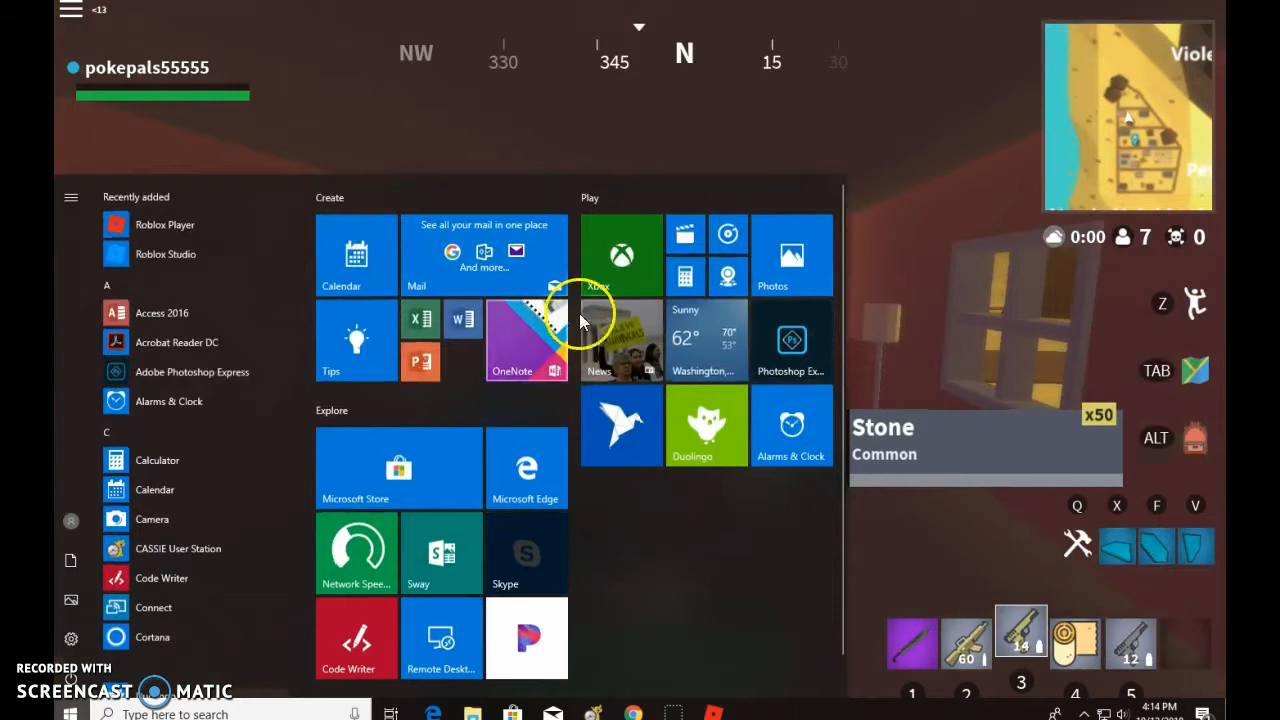 <13
pokepals55555
NW 330 345 N 15 30
Viole
Pe
0:00 7 0
Z
TAB
ALT
Stone
Common
x50
Q X F V
60 14 12
1 2 3 4 5
Recently added
Roblox Player
Roblox Studio
A
Access 2016
Acrobat Reader DC
Adobe Photoshop Express
Alarms & Clock
C
Calculator
Calendar
Camera
CASSIE User Station
Code Writer
Connect
Cortana
Create
Calendar
See all your mail in one place
And more...
Mail
Tips
OneNote
Explore
Microsoft Store
Microsoft Edge
Network Spee...
Sway
Skype
Code Writer
Remote Deskt...
Play
Xbox
Photos
News
Sunny
62° 70°
53°
Washington,...
Photoshop Ex...
Duolingo
Alarms & Clock
RECORDED WITH
SCREENCAST MATIC
Type here to search
4:14 PM